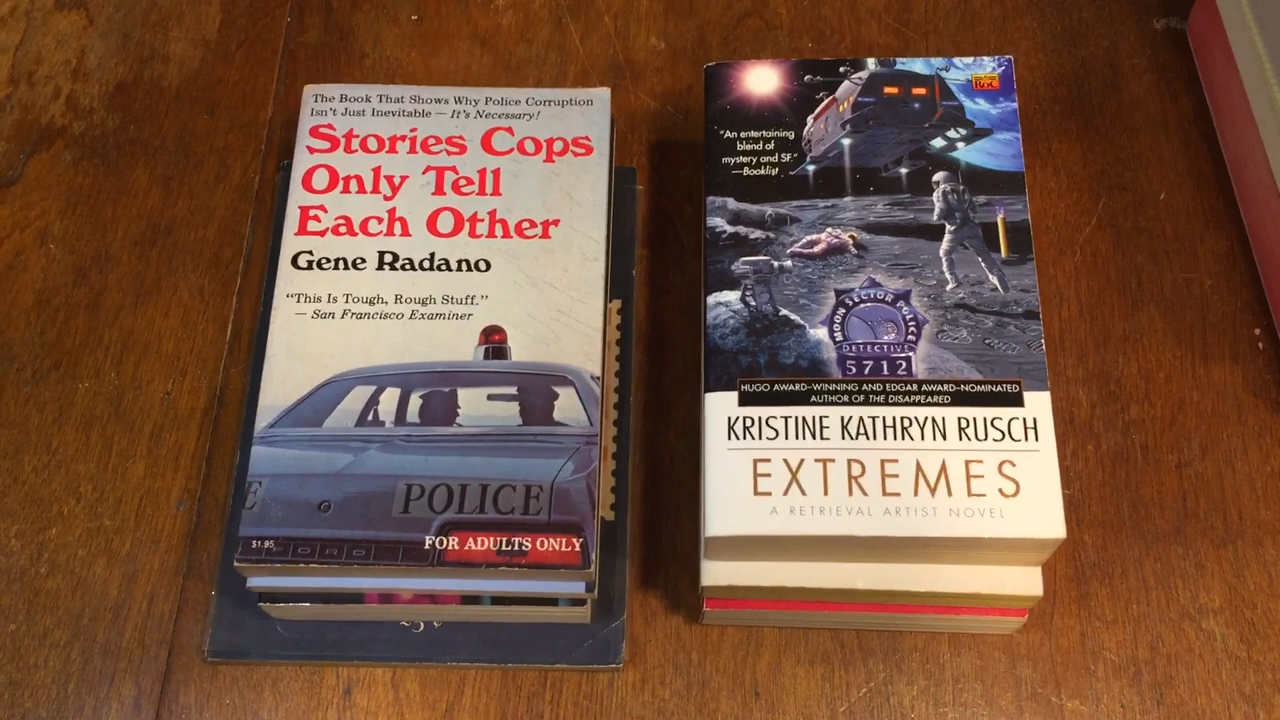 The Book That Shows Why Police Corruption
Isn't Just Inevitable — It's Necessary!
Stories Cops
Only Tell
Each Other
Gene Radano
“This Is Tough, Rough Stuff.”
— San Francisco Examiner
E
POLICE
FORD
$1.95
FOR ADULTS ONLY
25¢
ROC
“An entertaining
blend of
mystery and SF.”
—Booklist
MOON SECTOR POLICE
DETECTIVE
5712
HUGO AWARD–WINNING AND EDGAR AWARD–NOMINATED
AUTHOR OF THE DISAPPEARED
KRISTINE KATHRYN RUSCH
EXTREMES
A RETRIEVAL ARTIST NOVEL